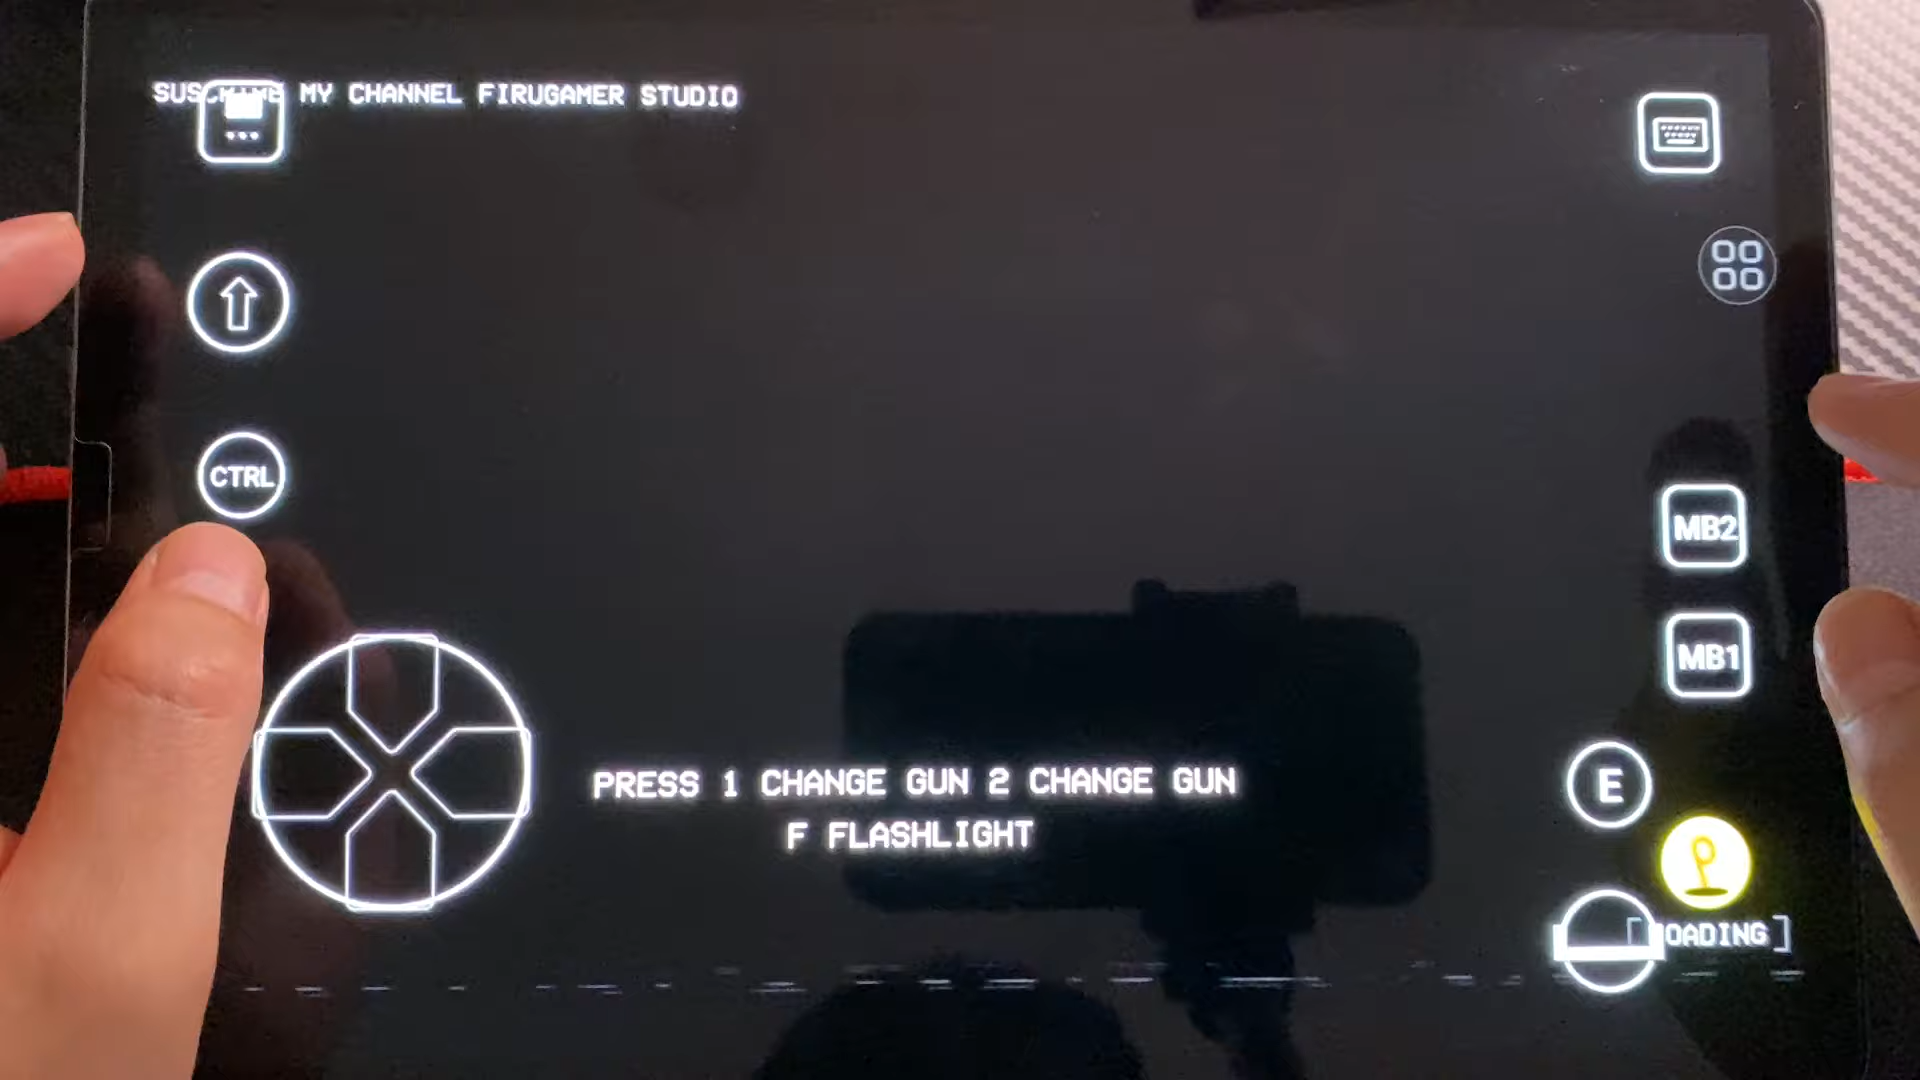 MY CHANNEL FIRUGAMER STUDIO
CTRL
MB2
MB1
E
PRESS 1 CHANGE GUN 2 CHANGE GUN
F FLASHLIGHT
OADING]